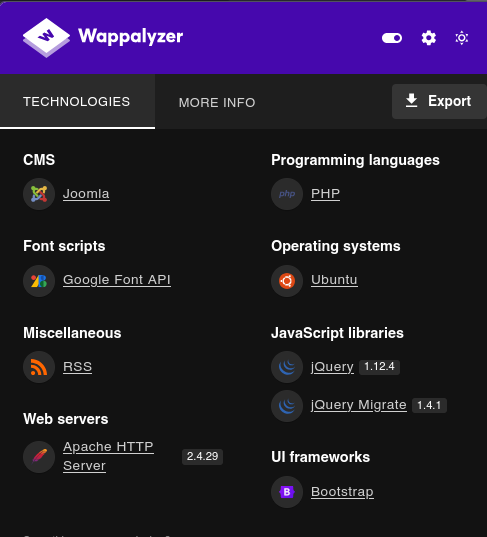 Wappalyzer
TECHNOLOGIES
MORE INFO
Export
CMS
Joomla
Font scripts
Google Font API
Miscellaneous
RSS
Web servers
Apache HTTP
Server
2.4.29
Programming languages
php
PHP
Operating systems
Ubuntu
JavaScript libraries
jQuery 1.12.4
jQuery Migrate 1.4.1
UI frameworks
B
Bootstrap